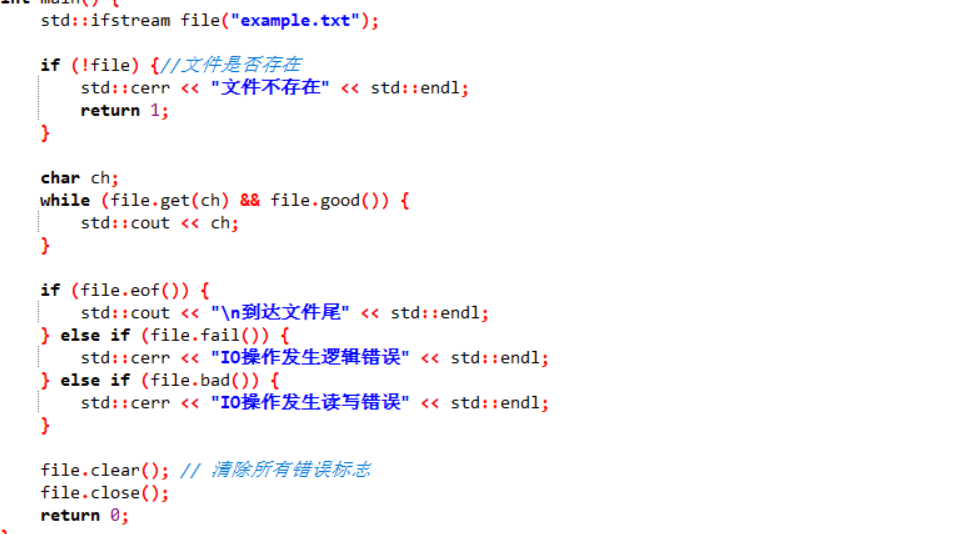 int main() {
    std::ifstream file("example.txt");

    if (!file) {//文件是否存在
        std::cerr << "文件不存在" << std::endl;
        return 1;
    }

    char ch;
    while (file.get(ch) && file.good()) {
        std::cout << ch;
    }

    if (file.eof()) {
        std::cout << "\n到达文件尾" << std::endl;
    } else if (file.fail()) {
        std::cerr << "IO操作发生逻辑错误" << std::endl;
    } else if (file.bad()) {
        std::cerr << "IO操作发生读写错误" << std::endl;
    }

    file.clear(); // 清除所有错误标志
    file.close();
    return 0;